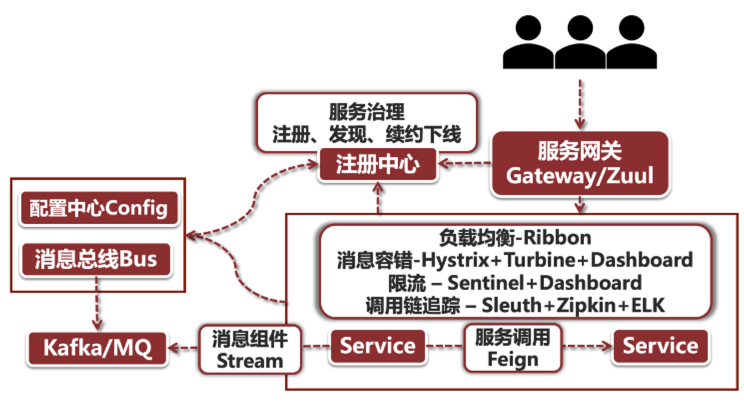 服务治理
注册、发现、续约下线
注册中心
服务网关
Gateway/Zuul
配置中心Config
消息总线Bus
负载均衡-Ribbon
消息容错-Hystrix+Turbine+Dashboard
限流 – Sentinel+Dashboard
调用链追踪 – Sleuth+Zipkin+ELK
Kafka/MQ
消息组件
Stream
Service
服务调用
Feign
Service